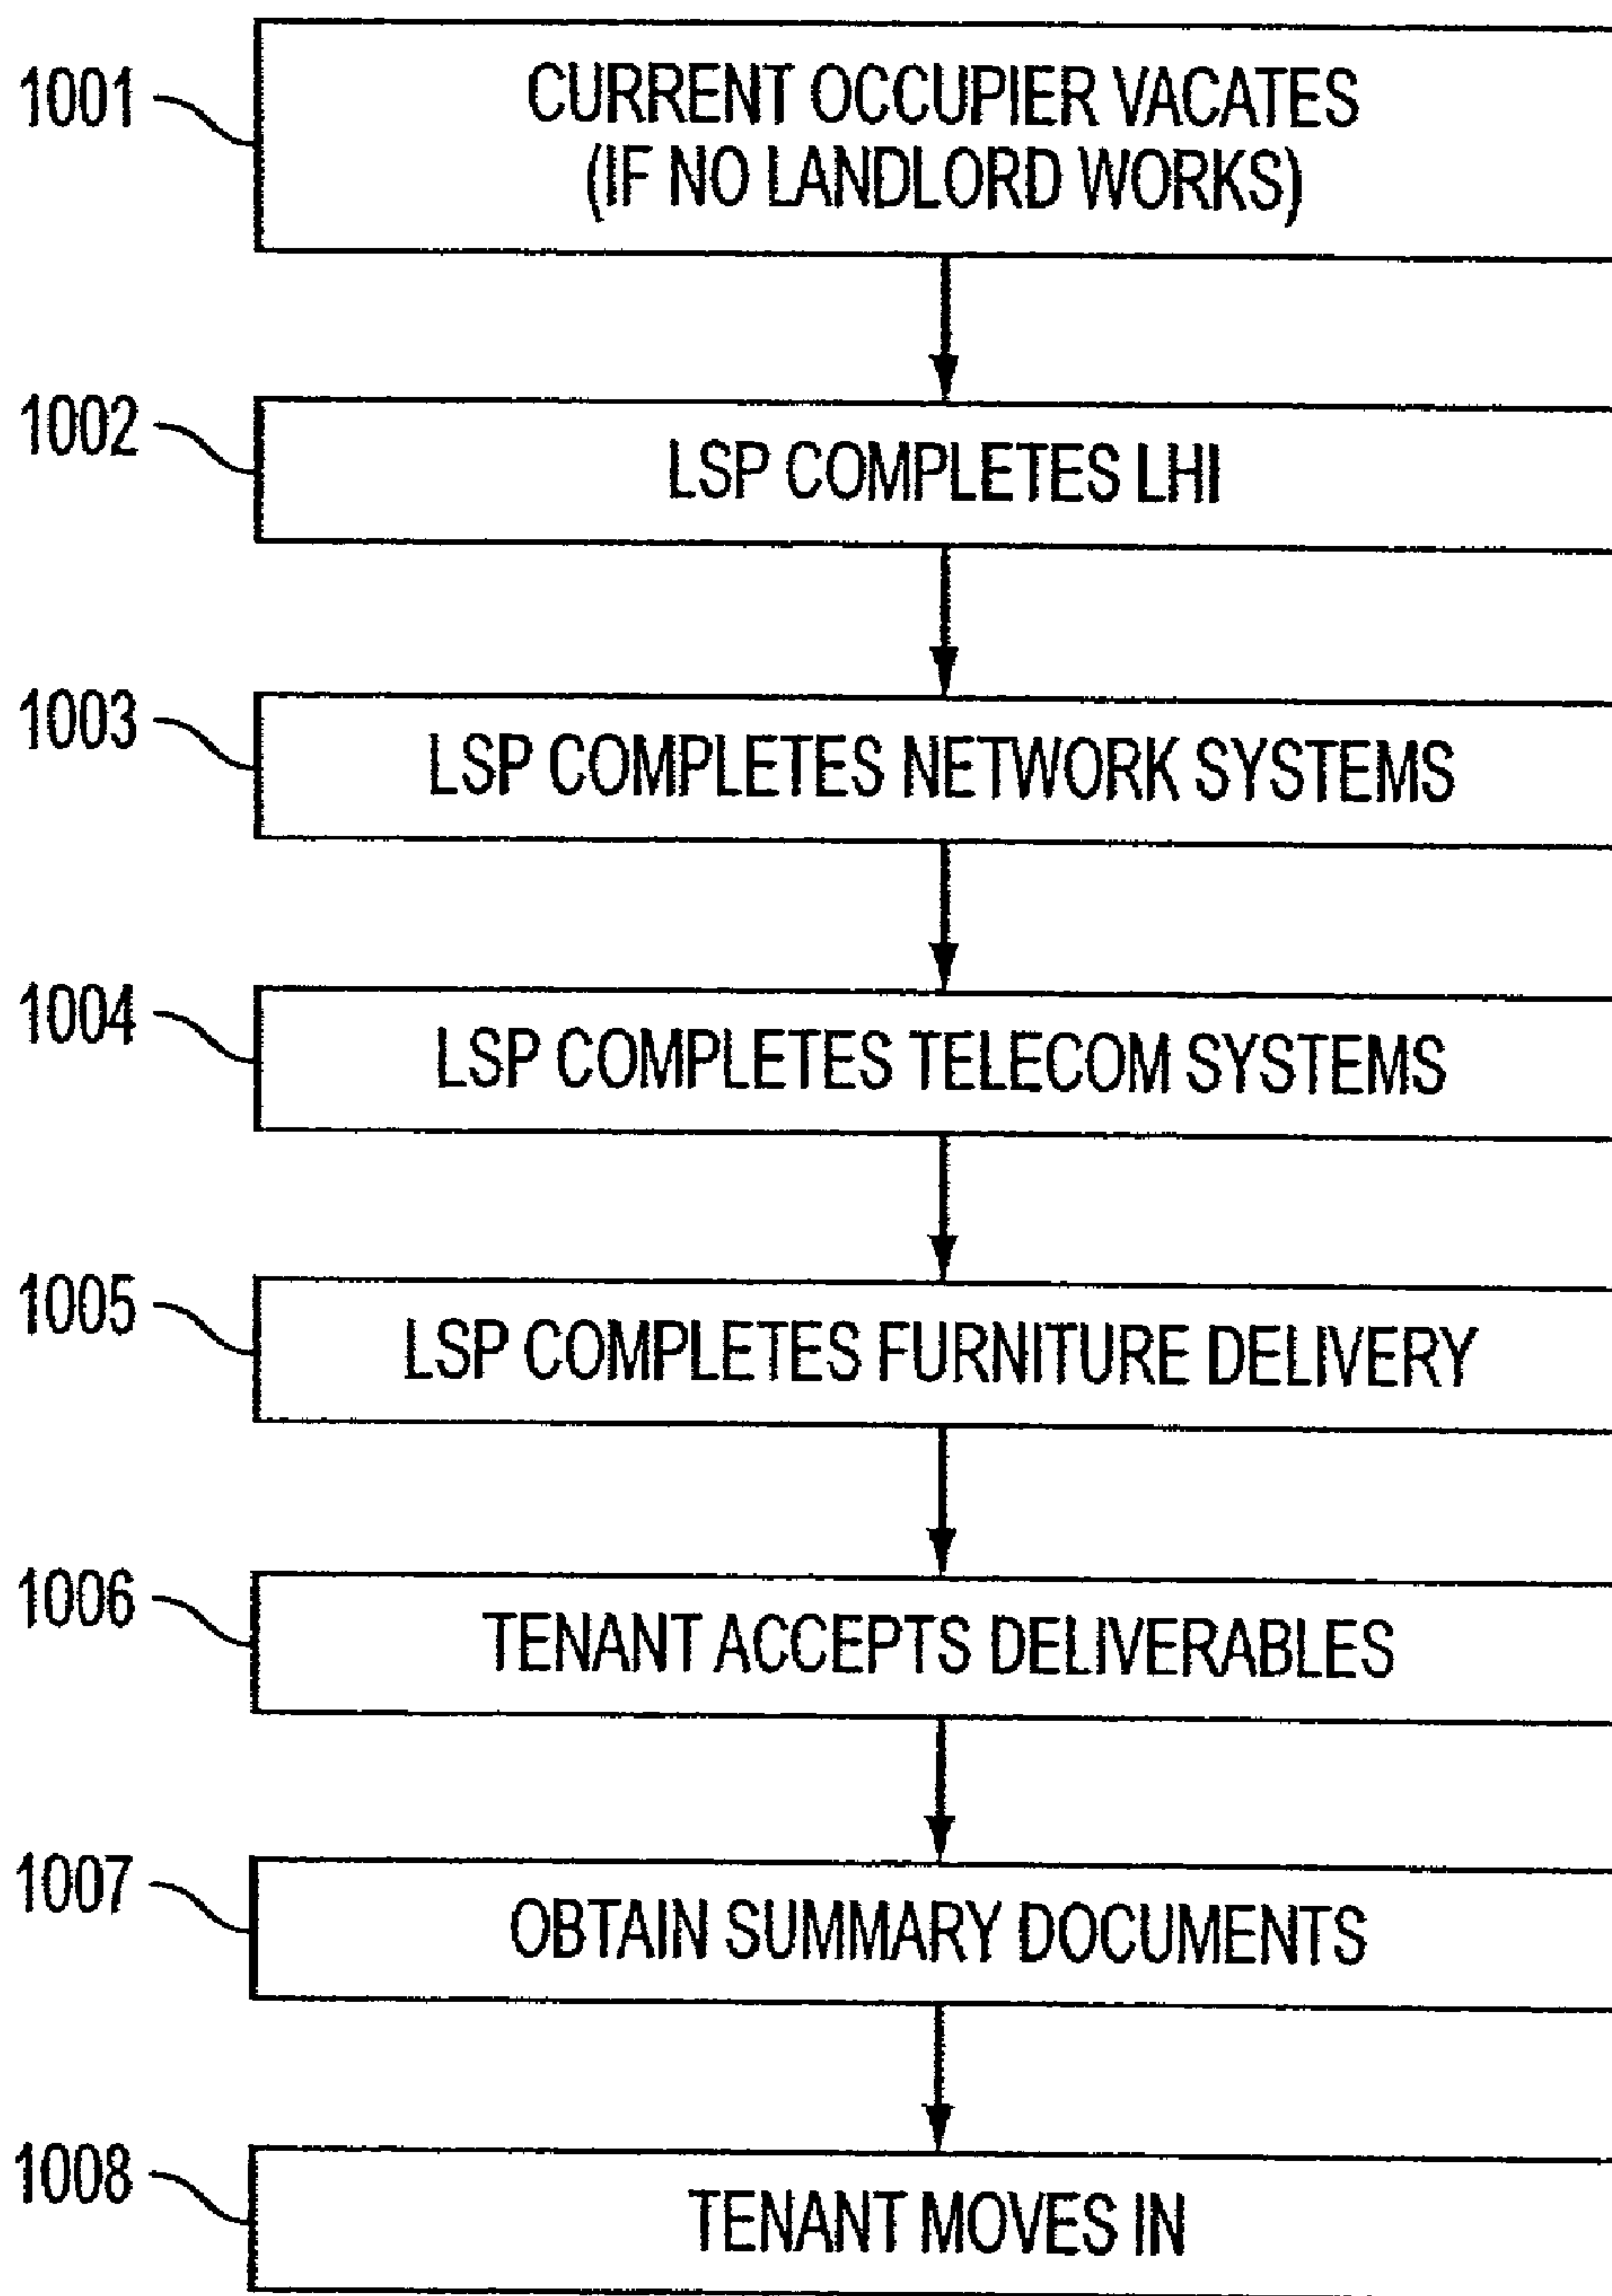 1001
CURRENT OCCUPIER VACATES
(IF NO LANDLORD WORKS)
1002
LSP COMPLETES LHI
1003
LSP COMPLETES NETWORK SYSTEMS
1004
LSP COMPLETES TELECOM SYSTEMS
1005
LSP COMPLETES FURNITURE DELIVERY
1006
TENANT ACCEPTS DELIVERABLES
1007
OBTAIN SUMMARY DOCUMENTS
1008
TENANT MOVES IN